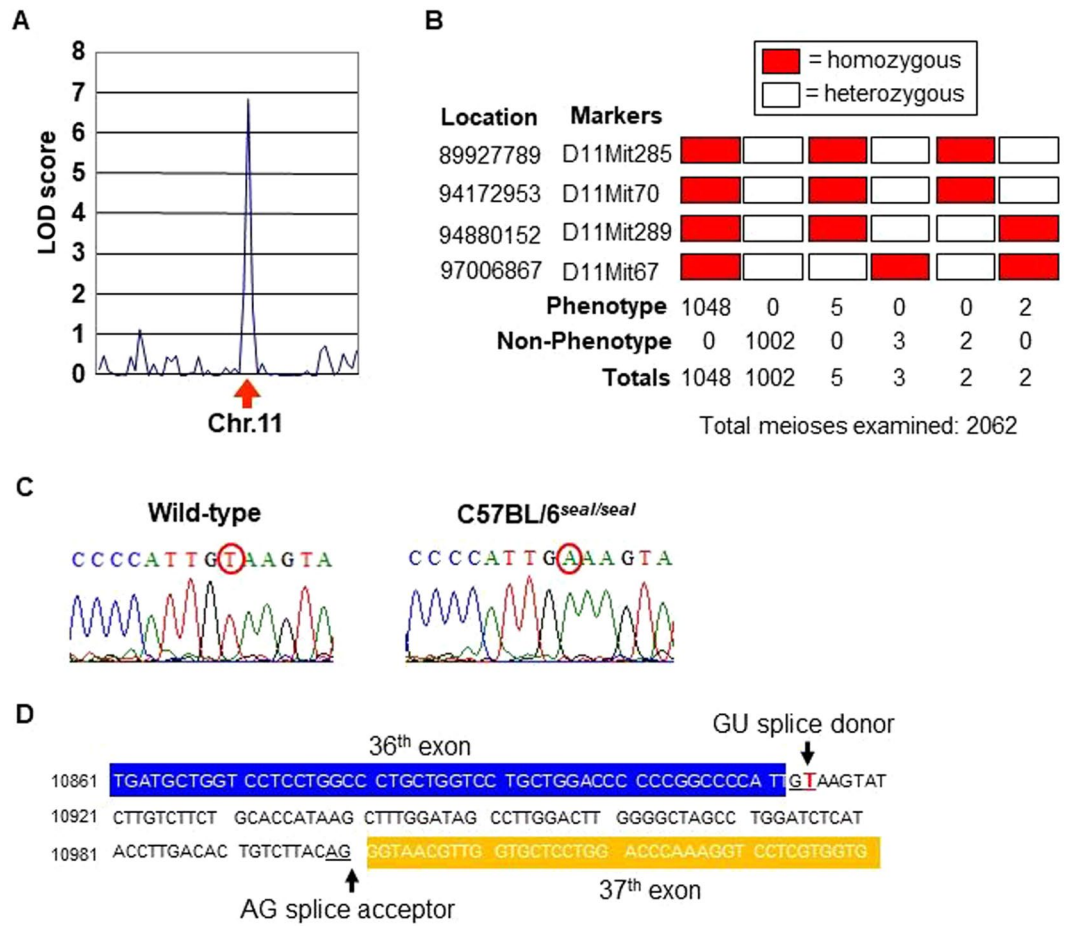 A
8
7
6
5
4
3
2
1
0
LOD score
Chr.11
B
= homozygous
= heterozygous
Location Markers
89927789 D11Mit285
94172953 D11Mit70
94880152 D11Mit289
97006867 D11Mit67
Phenotype 1048 0 5 0 0 2
Non-Phenotype 0 1002 0 3 2 0
Totals 1048 1002 5 3 2 2
Total meioses examined: 2062
C
Wild-type
C C C C A T T G T A A G T A
C57BL/6seal/seal
C C C C A T T G A A A G T A
D
GU splice donor
36th exon
10861 TGATGCTGGT CCTCCTGGCC CTGCTGGTCC TGCTGGACCC CCCGGCCCCA TTGTAAGTAT
10921 CTTGTCTTCT GCACCATAAG CTTTGGATAG CCTTGGACTT GGGGCTAGCC TGGATCTCAT
10981 ACCTTGACAC TGTCTTACAG GGTAACGTTG GTGCTCCTGG ACCCAAAGGT CCTCGTGGTG
37th exon
AG splice acceptor